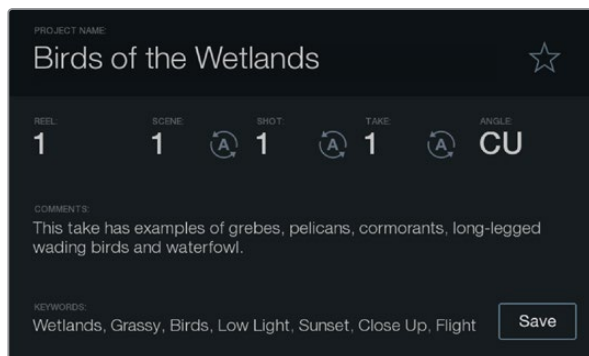 PROJECT NAME:
Birds of the Wetlands
REEL: SCENE: SHOT: TAKE: ANGLE:
1 1 A 1 A 1 A CU
COMMENTS:
This take has examples of grebes, pelicans, cormorants, long-legged
wading birds and waterfowl.
KEYWORDS:
Wetlands, Grassy, Birds, Low Light, Sunset, Close Up, Flight
Save